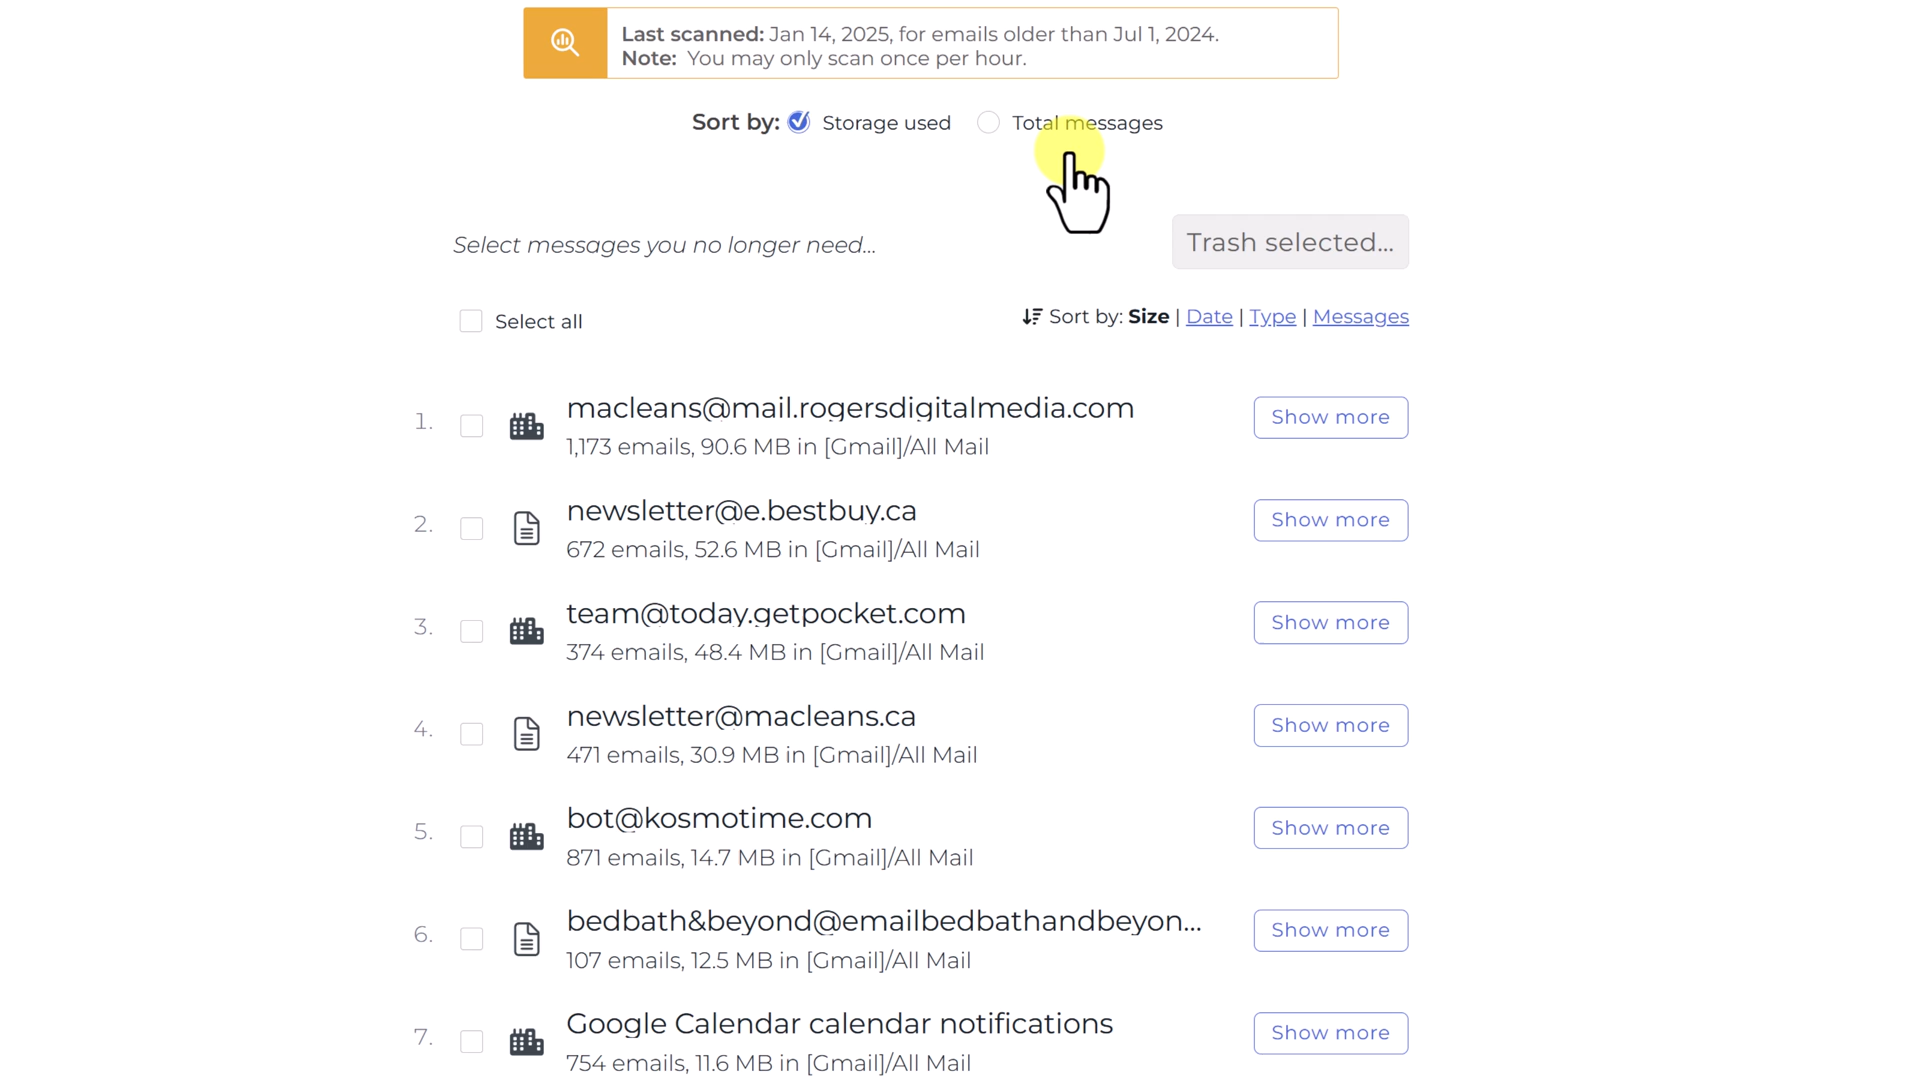 Last scanned: Jan 14, 2025, for emails older than Jul 1, 2024.
Note: You may only scan once per hour.
Sort by: Storage used Total messages
Select messages you no longer need...
Trash selected...
Select all
Sort by: Size | Date | Type | Messages
1. macleans@mail.rogersdigitalmedia.com Show more
1,173 emails, 90.6 MB in [Gmail]/All Mail
2. newsletter@e.bestbuy.ca Show more
672 emails, 52.6 MB in [Gmail]/All Mail
3. team@today.getpocket.com Show more
374 emails, 48.4 MB in [Gmail]/All Mail
4. newsletter@macleans.ca Show more
471 emails, 30.9 MB in [Gmail]/All Mail
5. bot@kosmotime.com Show more
871 emails, 14.7 MB in [Gmail]/All Mail
6. bedbath&beyond@emailbedbathandbeyon... Show more
107 emails, 12.5 MB in [Gmail]/All Mail
7. Google Calendar calendar notifications Show more
754 emails, 11.6 MB in [Gmail]/All Mail